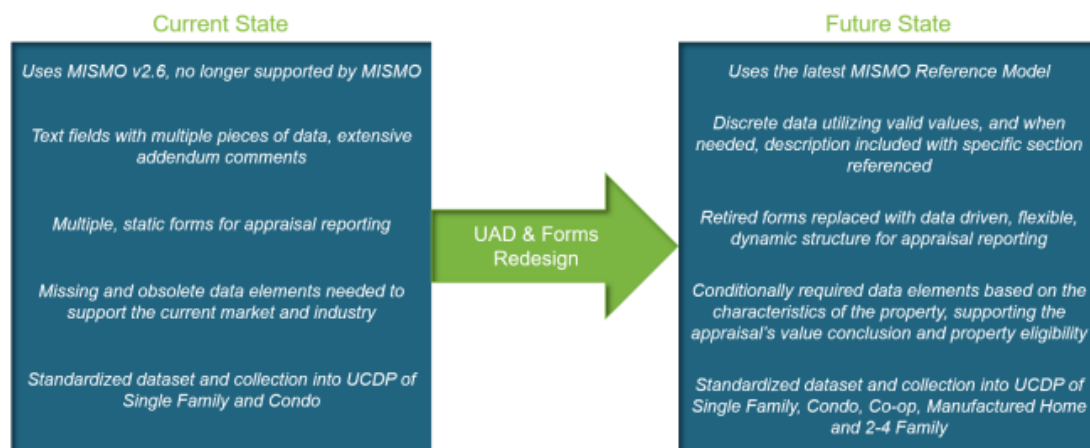 Current State
Uses MISMO v2.6, no longer supported by MISMO
Text fields with multiple pieces of data, extensive
addendum comments
Multiple, static forms for appraisal reporting
Missing and obsolete data elements needed to
support the current market and industry
Standardized dataset and collection into UCDP of
Single Family and Condo
UAD & Forms
Redesign
Future State
Uses the latest MISMO Reference Model
Discrete data utilizing valid values, and when
needed, description included with specific section
referenced
Retired forms replaced with data driven, flexible,
dynamic structure for appraisal reporting
Conditionally required data elements based on the
characteristics of the property, supporting the
appraisal's value conclusion and property eligibility
Standardized dataset and collection into UCDP of
Single Family, Condo, Co-op, Manufactured Home
and 2-4 Family